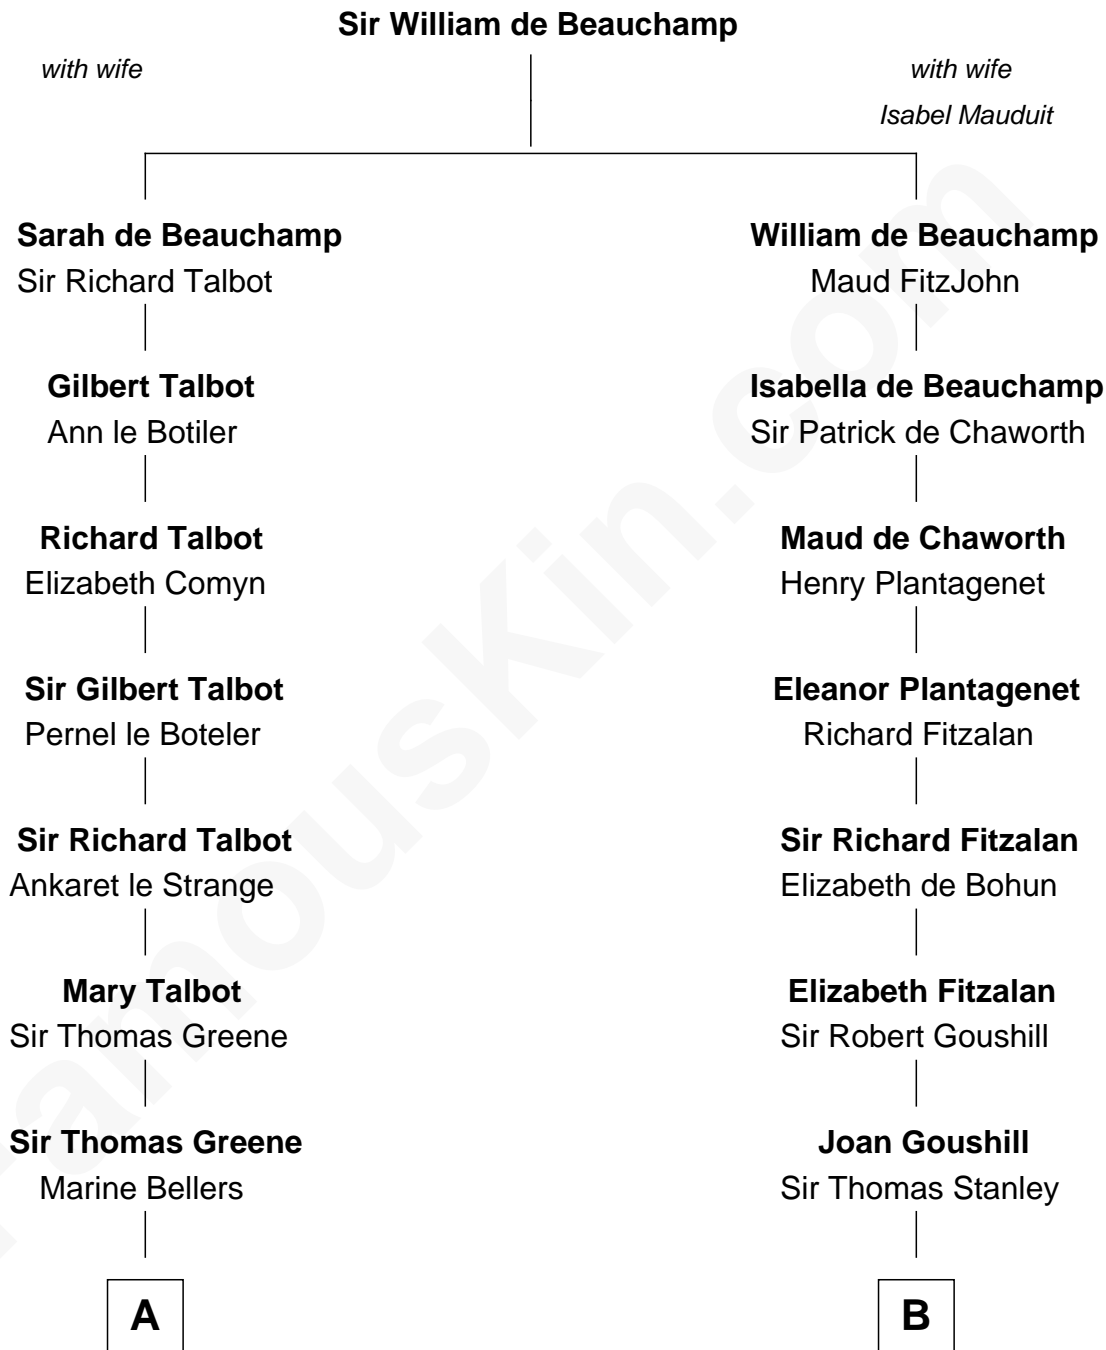 Sir William de Beauchamp
with wife
with wife
Isabel Mauduit
Sarah de Beauchamp
Sir Richard Talbot
William de Beauchamp
Maud FitzJohn
Gilbert Talbot
Ann le Botiler
Isabella de Beauchamp
Sir Patrick de Chaworth
Richard Talbot
Elizabeth Comyn
Maud de Chaworth
Henry Plantagenet
Sir Gilbert Talbot
Pernel le Boteler
Eleanor Plantagenet
Richard Fitzalan
Sir Richard Talbot
Ankaret le Strange
Sir Richard Fitzalan
Elizabeth de Bohun
Mary Talbot
Sir Thomas Greene
Elizabeth Fitzalan
Sir Robert Goushill
Sir Thomas Greene
Marine Bellers
Joan Goushill
Sir Thomas Stanley
A
B
FamousKin.com